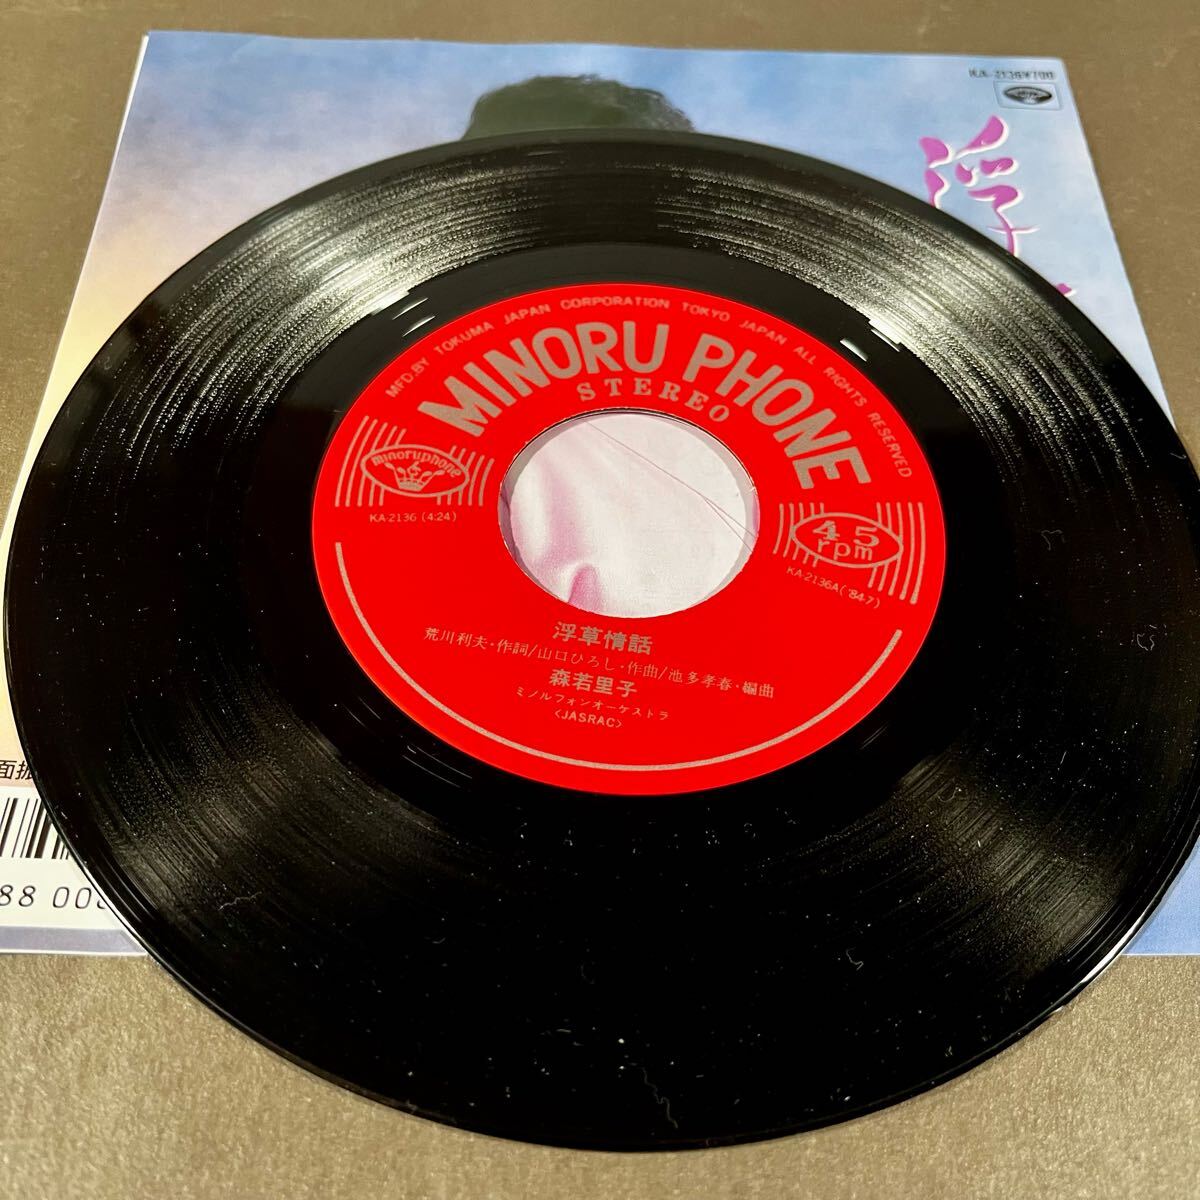 KA-2136¥700
浮
MFD.BY TOKUMA JAPAN CORPORATION TOKYO JAPAN ALL RIGHTS RESERVED
MINORU PHONE
STEREO
minoruphone
KA-2136 (4:24)
45
rpm
KA-2136A('84-7)
浮草情話
荒川利夫・作詞/山口ひろし・作曲/池多孝春・編曲
森若里子
ミノルフォンオーケストラ
<JASRAC>
面振
88 00